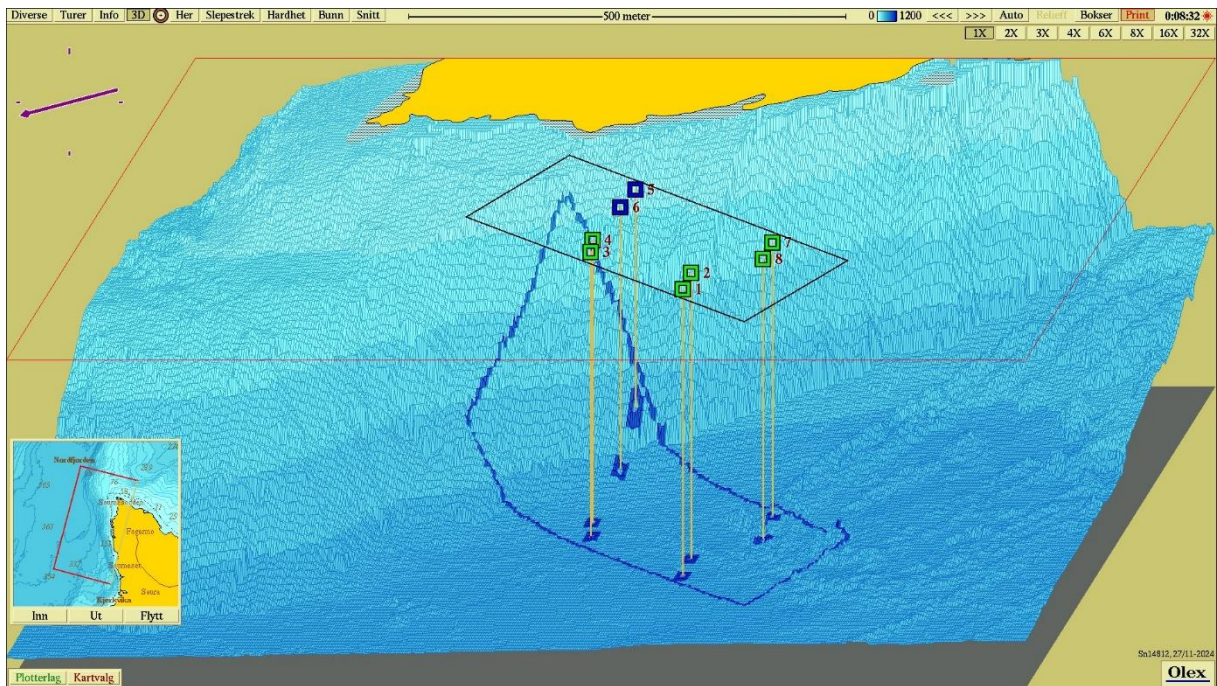 Diverse Turer Info 3D Her Slepestrek Hardhet Bunn Snitt 500 meter 0 1200 <<< >>> Auto Relieff Bokser Print 0:08:32
1X 2X 3X 4X 6X 8X 16X 32X
5
6
4
3
7
8
2
1
Nordfjorden
Inn Ut Flytt
Sn14812, 27/11-2024
Plotterlag Kartvalg
Olex